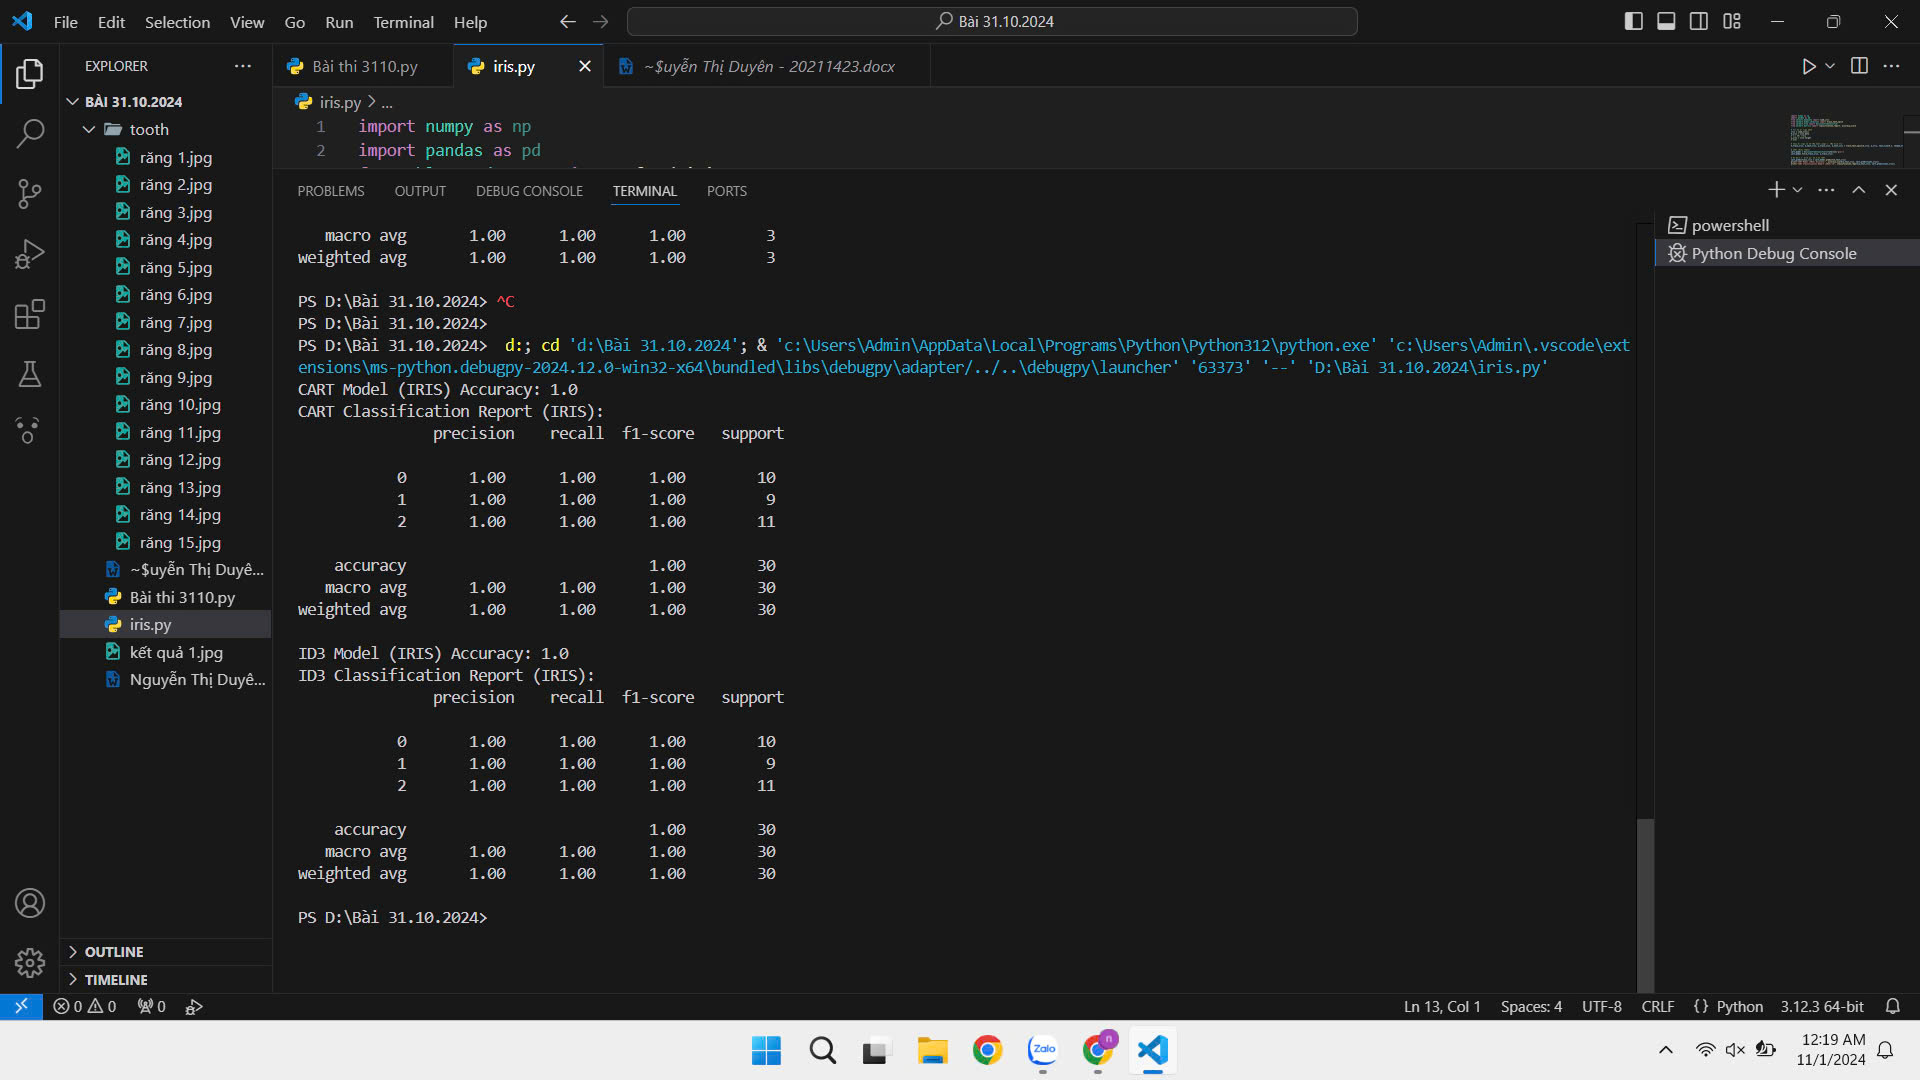 File Edit Selection View Go Run Terminal Help
Bài 31.10.2024
EXPLORER
BÀI 31.10.2024
tooth
răng 1.jpg
răng 2.jpg
răng 3.jpg
răng 4.jpg
răng 5.jpg
răng 6.jpg
răng 7.jpg
răng 8.jpg
răng 9.jpg
răng 10.jpg
răng 11.jpg
răng 12.jpg
răng 13.jpg
răng 14.jpg
răng 15.jpg
~$uyễn Thị Duyê...
Bài thi 3110.py
iris.py
kết quả 1.jpg
Nguyễn Thị Duyê...
OUTLINE
TIMELINE
Bài thi 3110.py iris.py ~$uyễn Thị Duyên - 20211423.docx
iris.py > ...
1 import numpy as np
2 import pandas as pd
PROBLEMS OUTPUT DEBUG CONSOLE TERMINAL PORTS
powershell
Python Debug Console
macro avg 1.00 1.00 1.00 3
weighted avg 1.00 1.00 1.00 3
PS D:\Bài 31.10.2024> ^C
PS D:\Bài 31.10.2024>
PS D:\Bài 31.10.2024> d:; cd 'd:\Bài 31.10.2024'; & 'c:\Users\Admin\AppData\Local\Programs\Python\Python312\python.exe' 'c:\Users\Admin\.vscode\ext
ensions\ms-python.debugpy-2024.12.0-win32-x64\bundled\libs\debugpy\adapter/../..\debugpy\launcher' '63373' '--' 'D:\Bài 31.10.2024\iris.py'
CART Model (IRIS) Accuracy: 1.0
CART Classification Report (IRIS):
precision recall f1-score support
0 1.00 1.00 1.00 10
1 1.00 1.00 1.00 9
2 1.00 1.00 1.00 11
accuracy 1.00 30
macro avg 1.00 1.00 1.00 30
weighted avg 1.00 1.00 1.00 30
ID3 Model (IRIS) Accuracy: 1.0
ID3 Classification Report (IRIS):
precision recall f1-score support
0 1.00 1.00 1.00 10
1 1.00 1.00 1.00 9
2 1.00 1.00 1.00 11
accuracy 1.00 30
macro avg 1.00 1.00 1.00 30
weighted avg 1.00 1.00 1.00 30
PS D:\Bài 31.10.2024>
0 0 0
Ln 13, Col 1 Spaces: 4 UTF-8 CRLF {} Python 3.12.3 64-bit
Zalo
n
12:19 AM
11/1/2024